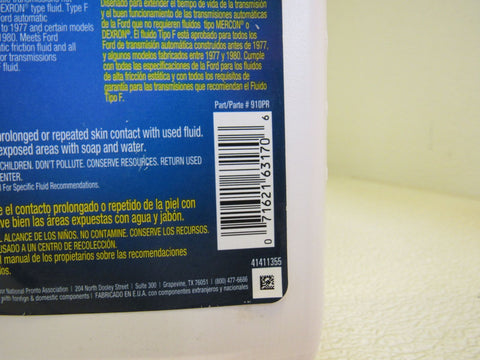 DEXRON® type fluid. Type F
Ford automatic
to 1977 and certain models
1980. Meets Ford
atic friction fluid and all
or transmissions
F fluid.
Diseñado para extender el tiempo de vida de la transmisión
y el buen funcionamiento de las transmisiones automáticas
de la Ford que no requieren fluidos tipo MERCON® o
DEXRON®. El fluido Tipo F está aprobado para todos los
Ford de transmisión automática construidos antes de 1977,
y algunos modelos fabricados entre 1977 y 1980. Cumple
con todas las especificaciones de la Ford para los fluidos
de alta fricción estática y con todos los requisitos de
garantía para las transmisiones que recomiendan el Fluido
Tipo F.
Part/Parte # 910PR
prolonged or repeated skin contact with used fluid.
exposed areas with soap and water.
CHILDREN. DON'T POLLUTE. CONSERVE RESOURCES. RETURN USED
ENTER.
l For Specific Fluid Recommendations.
e el contacto prolongado o repetido de la piel con
ve bien las áreas expuestas con agua y jabón.
L ALCANCE DE LOS NIÑOS. NO CONTAMINE. CONSERVE LOS RECURSOS.
USADO A UN CENTRO DE RECOLECCIÓN.
l manual de los propietarios sobre las recomendaciones
0 71621 63170 6
41411355
or National Pronto Association | 204 North Dooley Street | Suite 300 | Grapevine, TX 76051 | (800) 477-6686
with foreign & domestic components | FABRICADO EN E.U.A. con componentes extranjeros y nacionales